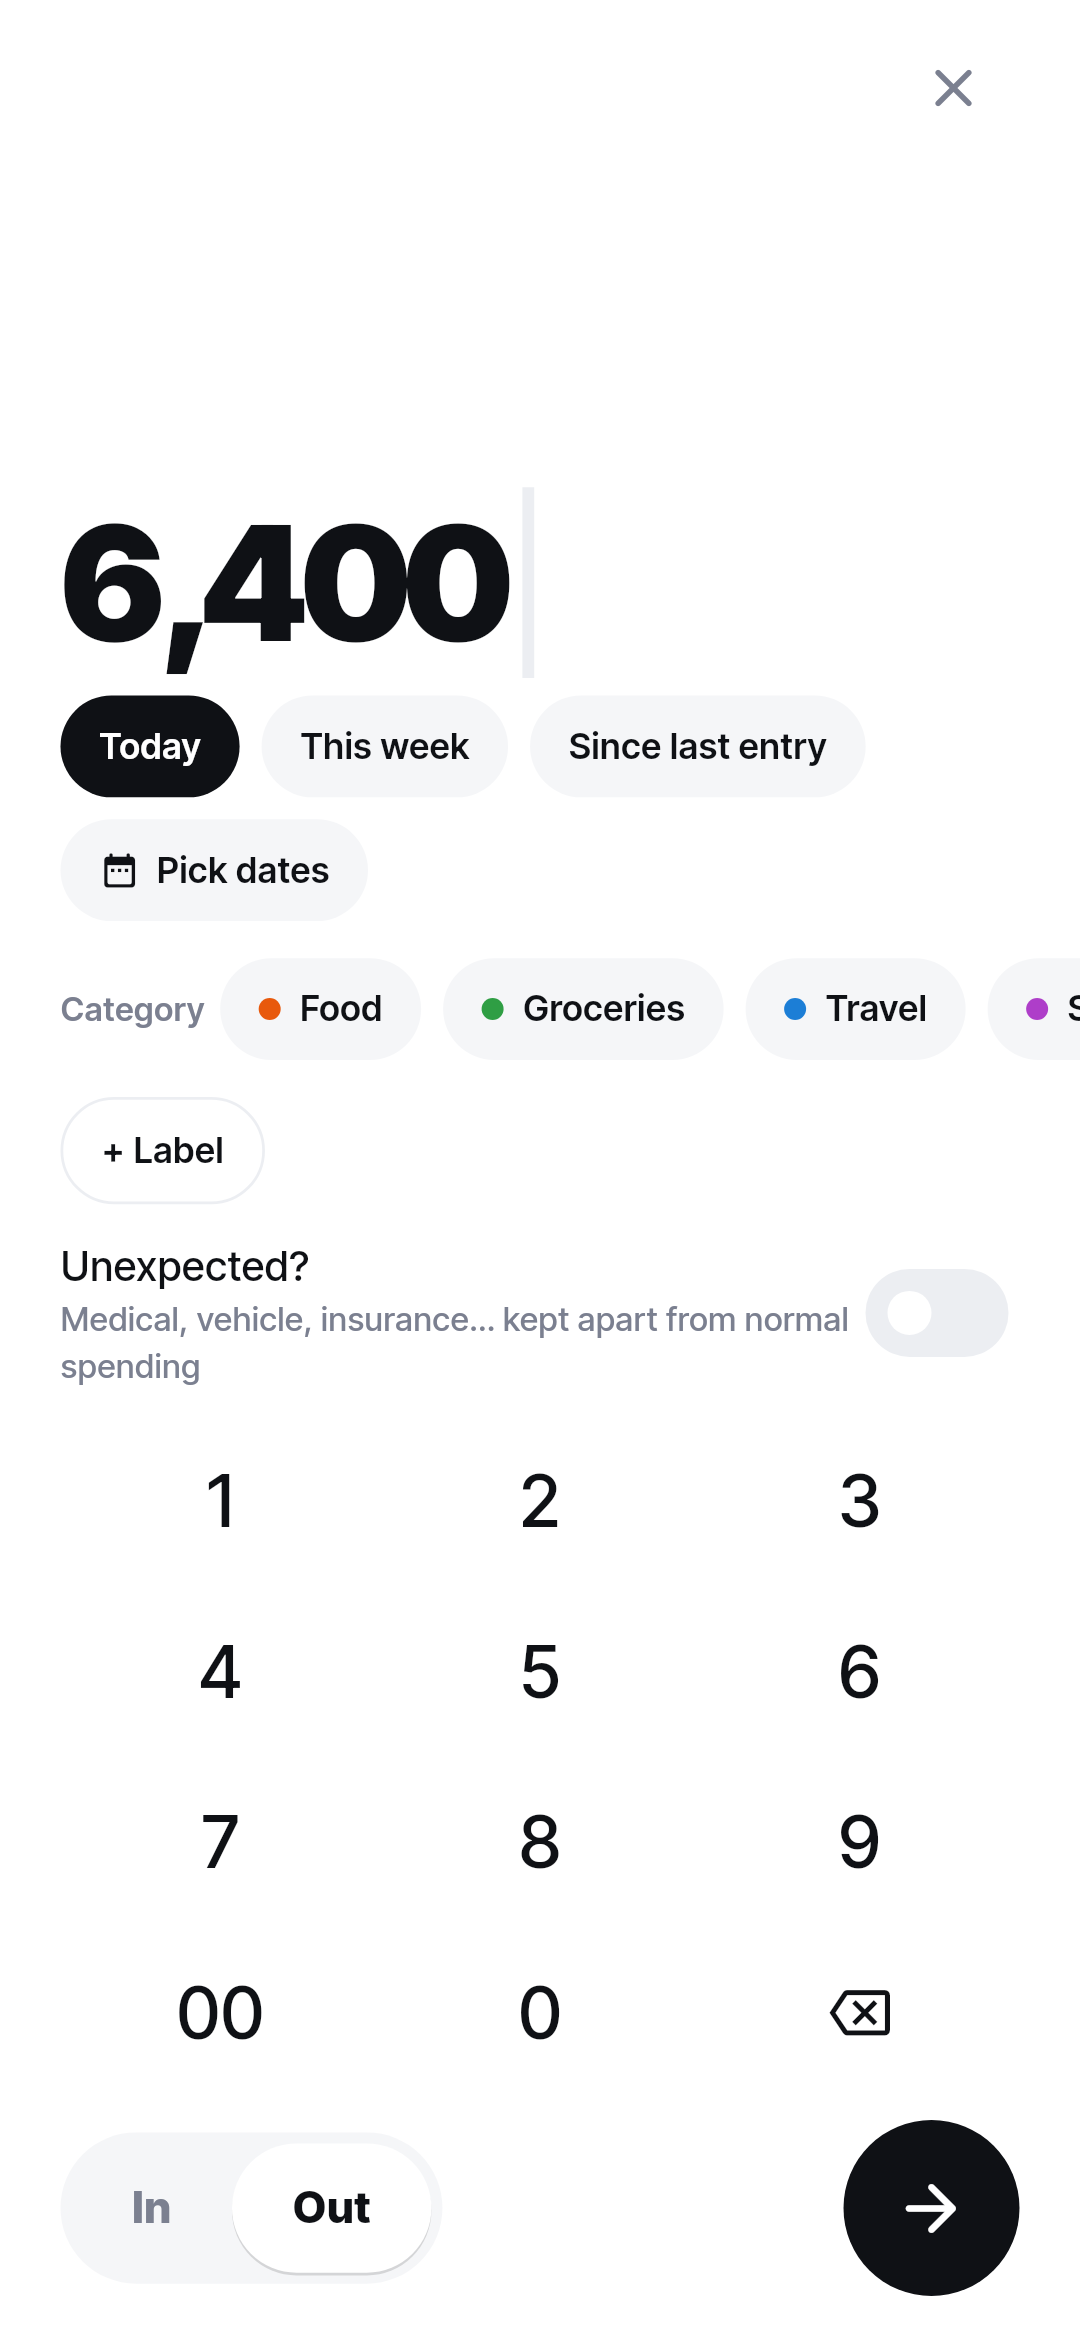 6,400
Today This week Since last entry
Pick dates
Category Food Groceries Travel
+ Label
Unexpected?
Medical, vehicle, insurance... kept apart from normal
spending
1 2 3
4 5 6
7 8 9
00 0
In Out